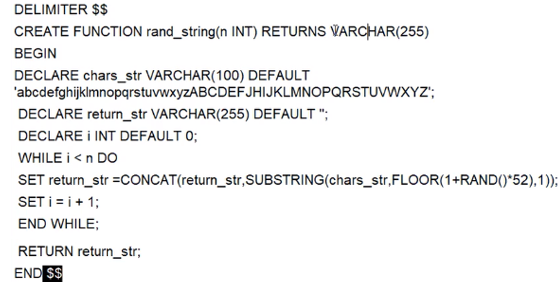 DELIMITER $$
CREATE FUNCTION rand_string(n INT) RETURNS VARCHAR(255)
BEGIN
DECLARE chars_str VARCHAR(100) DEFAULT
'abcdefghijklmnopqrstuvwxyzABCDEFJHIJKLMNOPQRSTUVWXYZ';
DECLARE return_str VARCHAR(255) DEFAULT '';
DECLARE i INT DEFAULT 0;
WHILE i < n DO
SET return_str =CONCAT(return_str,SUBSTRING(chars_str,FLOOR(1+RAND()*52),1));
SET i = i + 1;
END WHILE;
RETURN return_str;
END $$